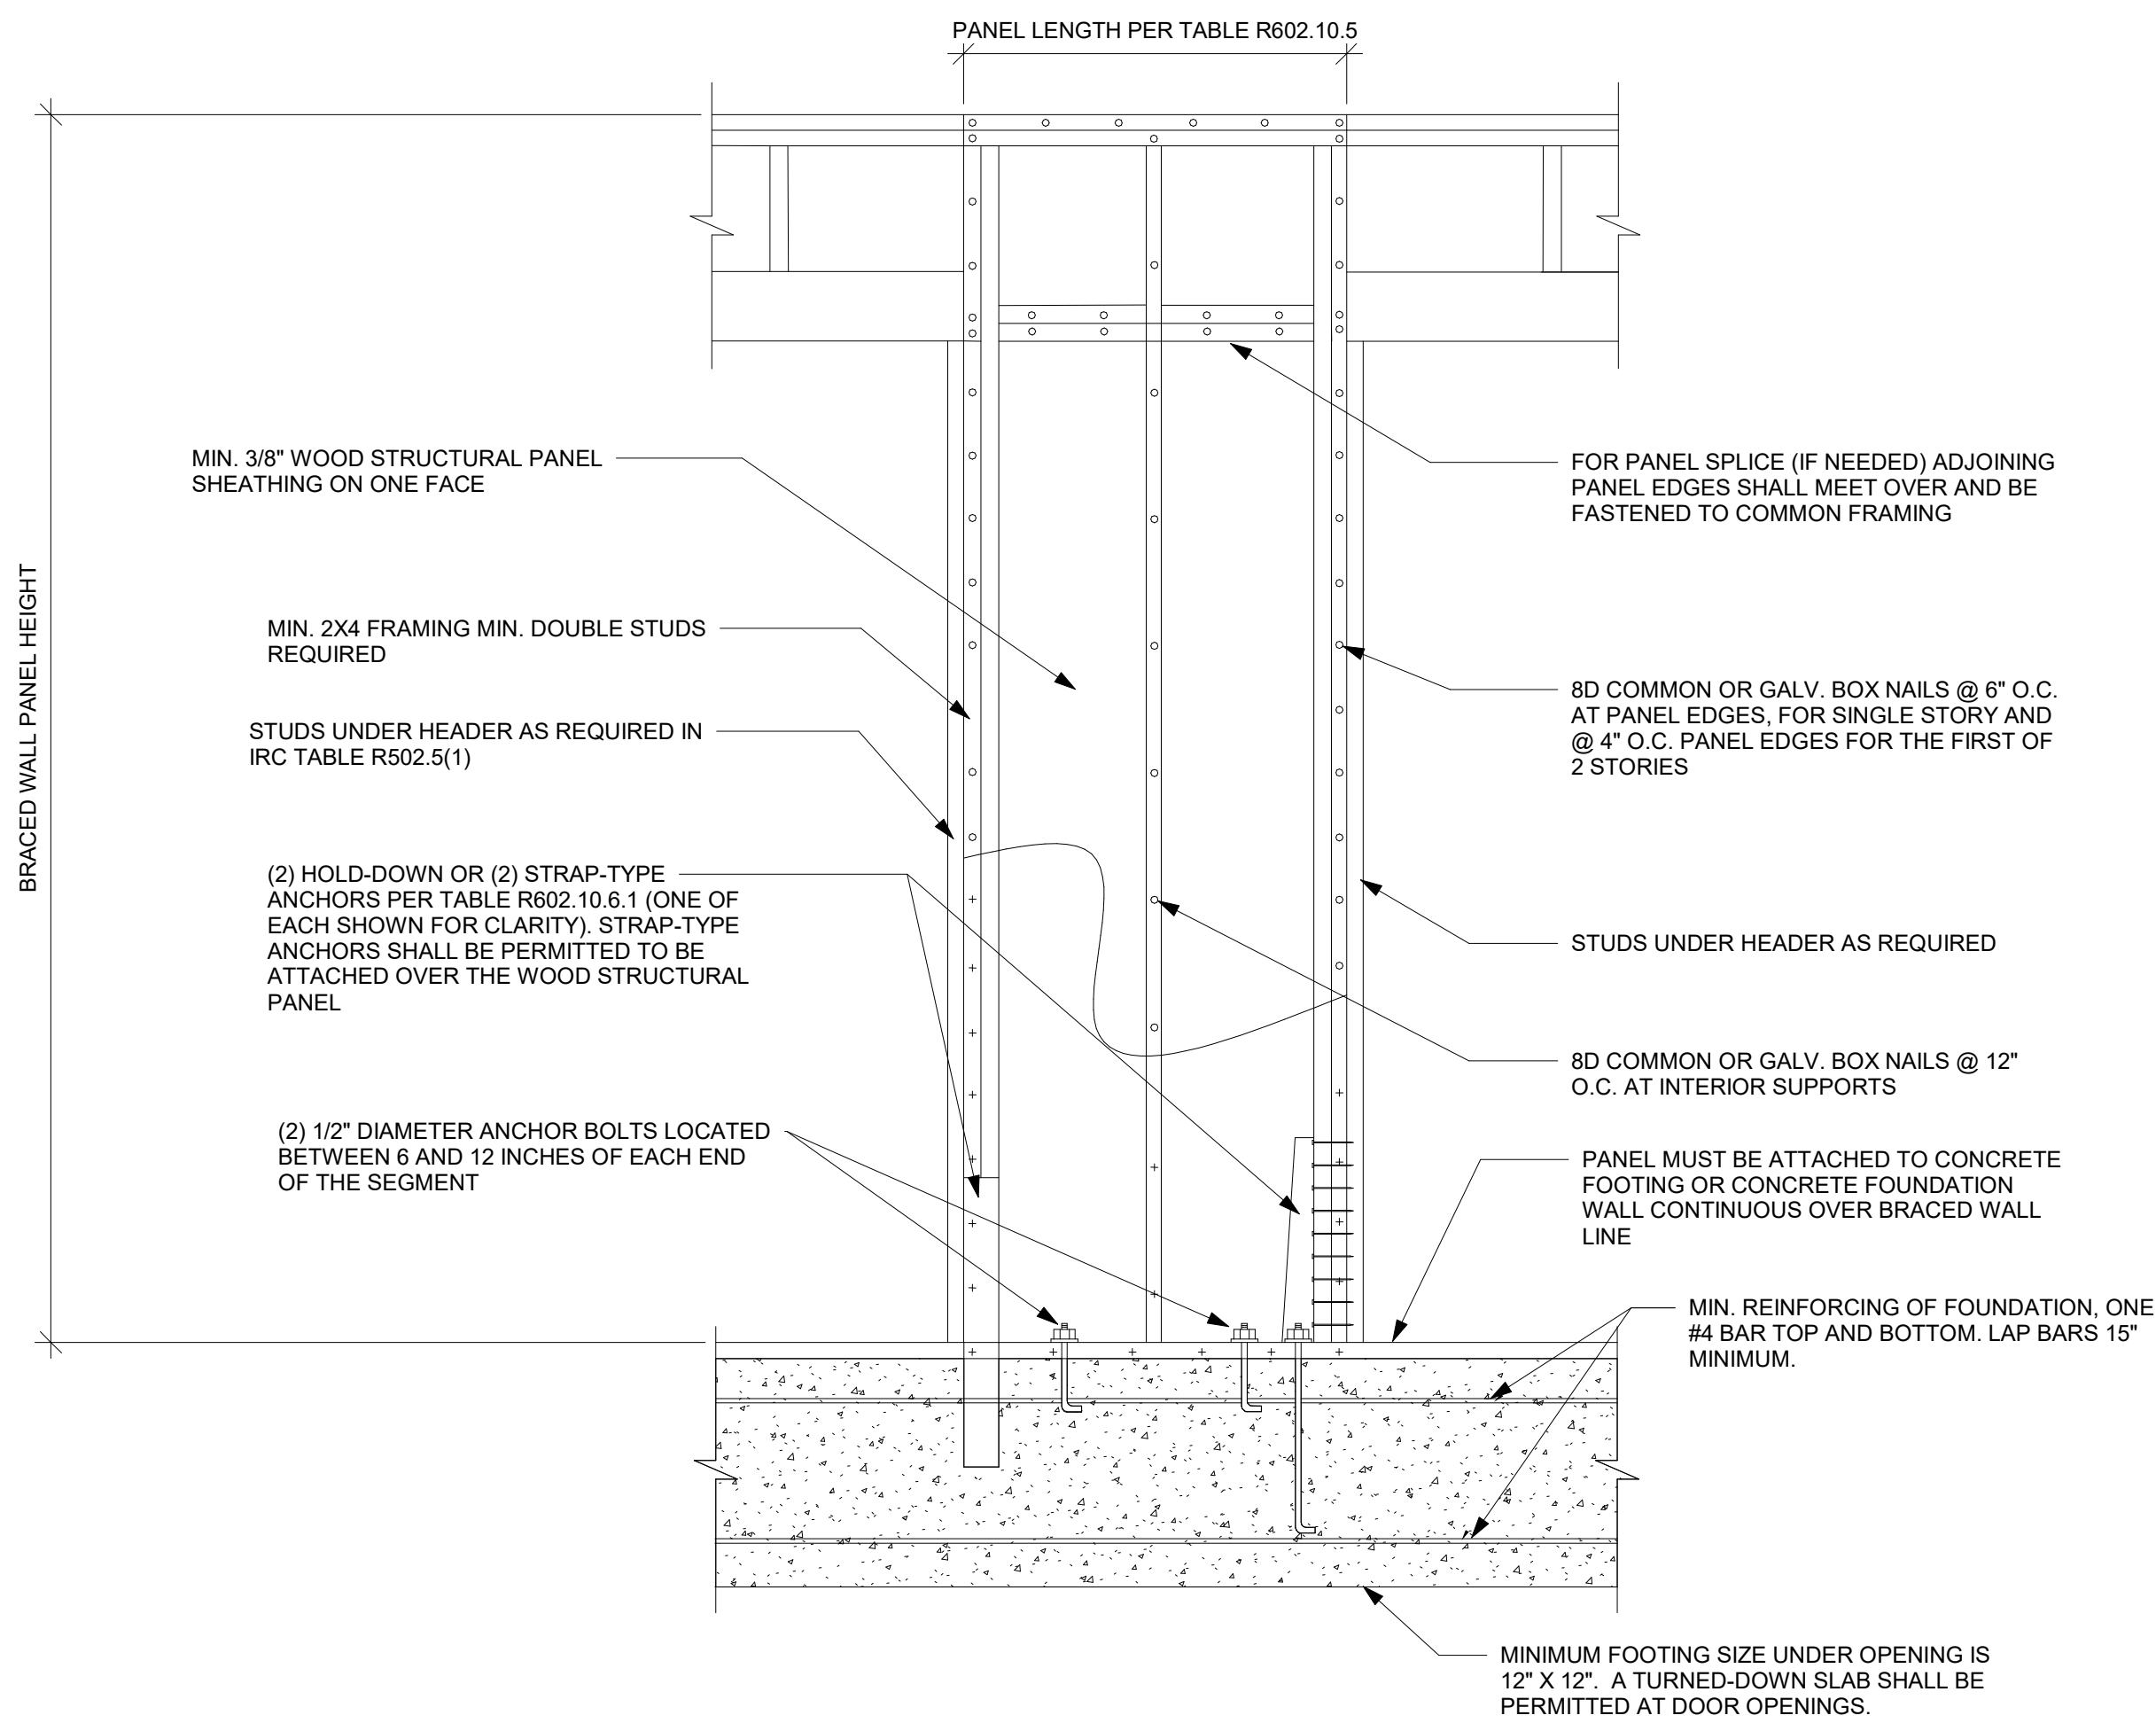 PANEL LENGTH PER TABLE R602.10.5
BRACED WALL PANEL HEIGHT
MIN. 3/8" WOOD STRUCTURAL PANEL
SHEATHING ON ONE FACE
MIN. 2X4 FRAMING MIN. DOUBLE STUDS
REQUIRED
STUDS UNDER HEADER AS REQUIRED IN
IRC TABLE R502.5(1)
(2) HOLD-DOWN OR (2) STRAP-TYPE
ANCHORS PER TABLE R602.10.6.1 (ONE OF
EACH SHOWN FOR CLARITY). STRAP-TYPE
ANCHORS SHALL BE PERMITTED TO BE
ATTACHED OVER THE WOOD STRUCTURAL
PANEL
(2) 1/2" DIAMETER ANCHOR BOLTS LOCATED
BETWEEN 6 AND 12 INCHES OF EACH END
OF THE SEGMENT
FOR PANEL SPLICE (IF NEEDED) ADJOINING
PANEL EDGES SHALL MEET OVER AND BE
FASTENED TO COMMON FRAMING
8D COMMON OR GALV. BOX NAILS @ 6" O.C.
AT PANEL EDGES, FOR SINGLE STORY AND
@ 4" O.C. PANEL EDGES FOR THE FIRST OF
2 STORIES
STUDS UNDER HEADER AS REQUIRED
8D COMMON OR GALV. BOX NAILS @ 12"
O.C. AT INTERIOR SUPPORTS
PANEL MUST BE ATTACHED TO CONCRETE
FOOTING OR CONCRETE FOUNDATION
WALL CONTINUOUS OVER BRACED WALL
LINE
MIN. REINFORCING OF FOUNDATION, ONE
#4 BAR TOP AND BOTTOM. LAP BARS 15"
MINIMUM.
MINIMUM FOOTING SIZE UNDER OPENING IS
12" X 12". A TURNED-DOWN SLAB SHALL BE
PERMITTED AT DOOR OPENINGS.